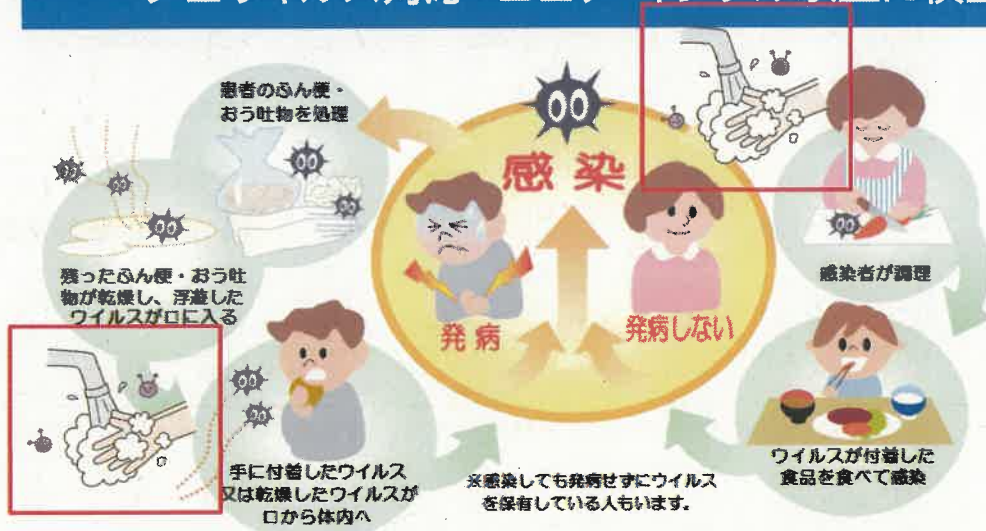 患者のふん便・
おう吐物を処理
感染
残ったふん便・おう吐
物が乾燥し、浮遊した
ウイルスが口に入る
発病
発病しない
感染者が調理
手に付着したウイルス
又は乾燥したウイルスが
口から体内へ
※感染しても発病せずにウイルス
を保有している人もいます。
ウイルスが付着した
食品を食べて感染